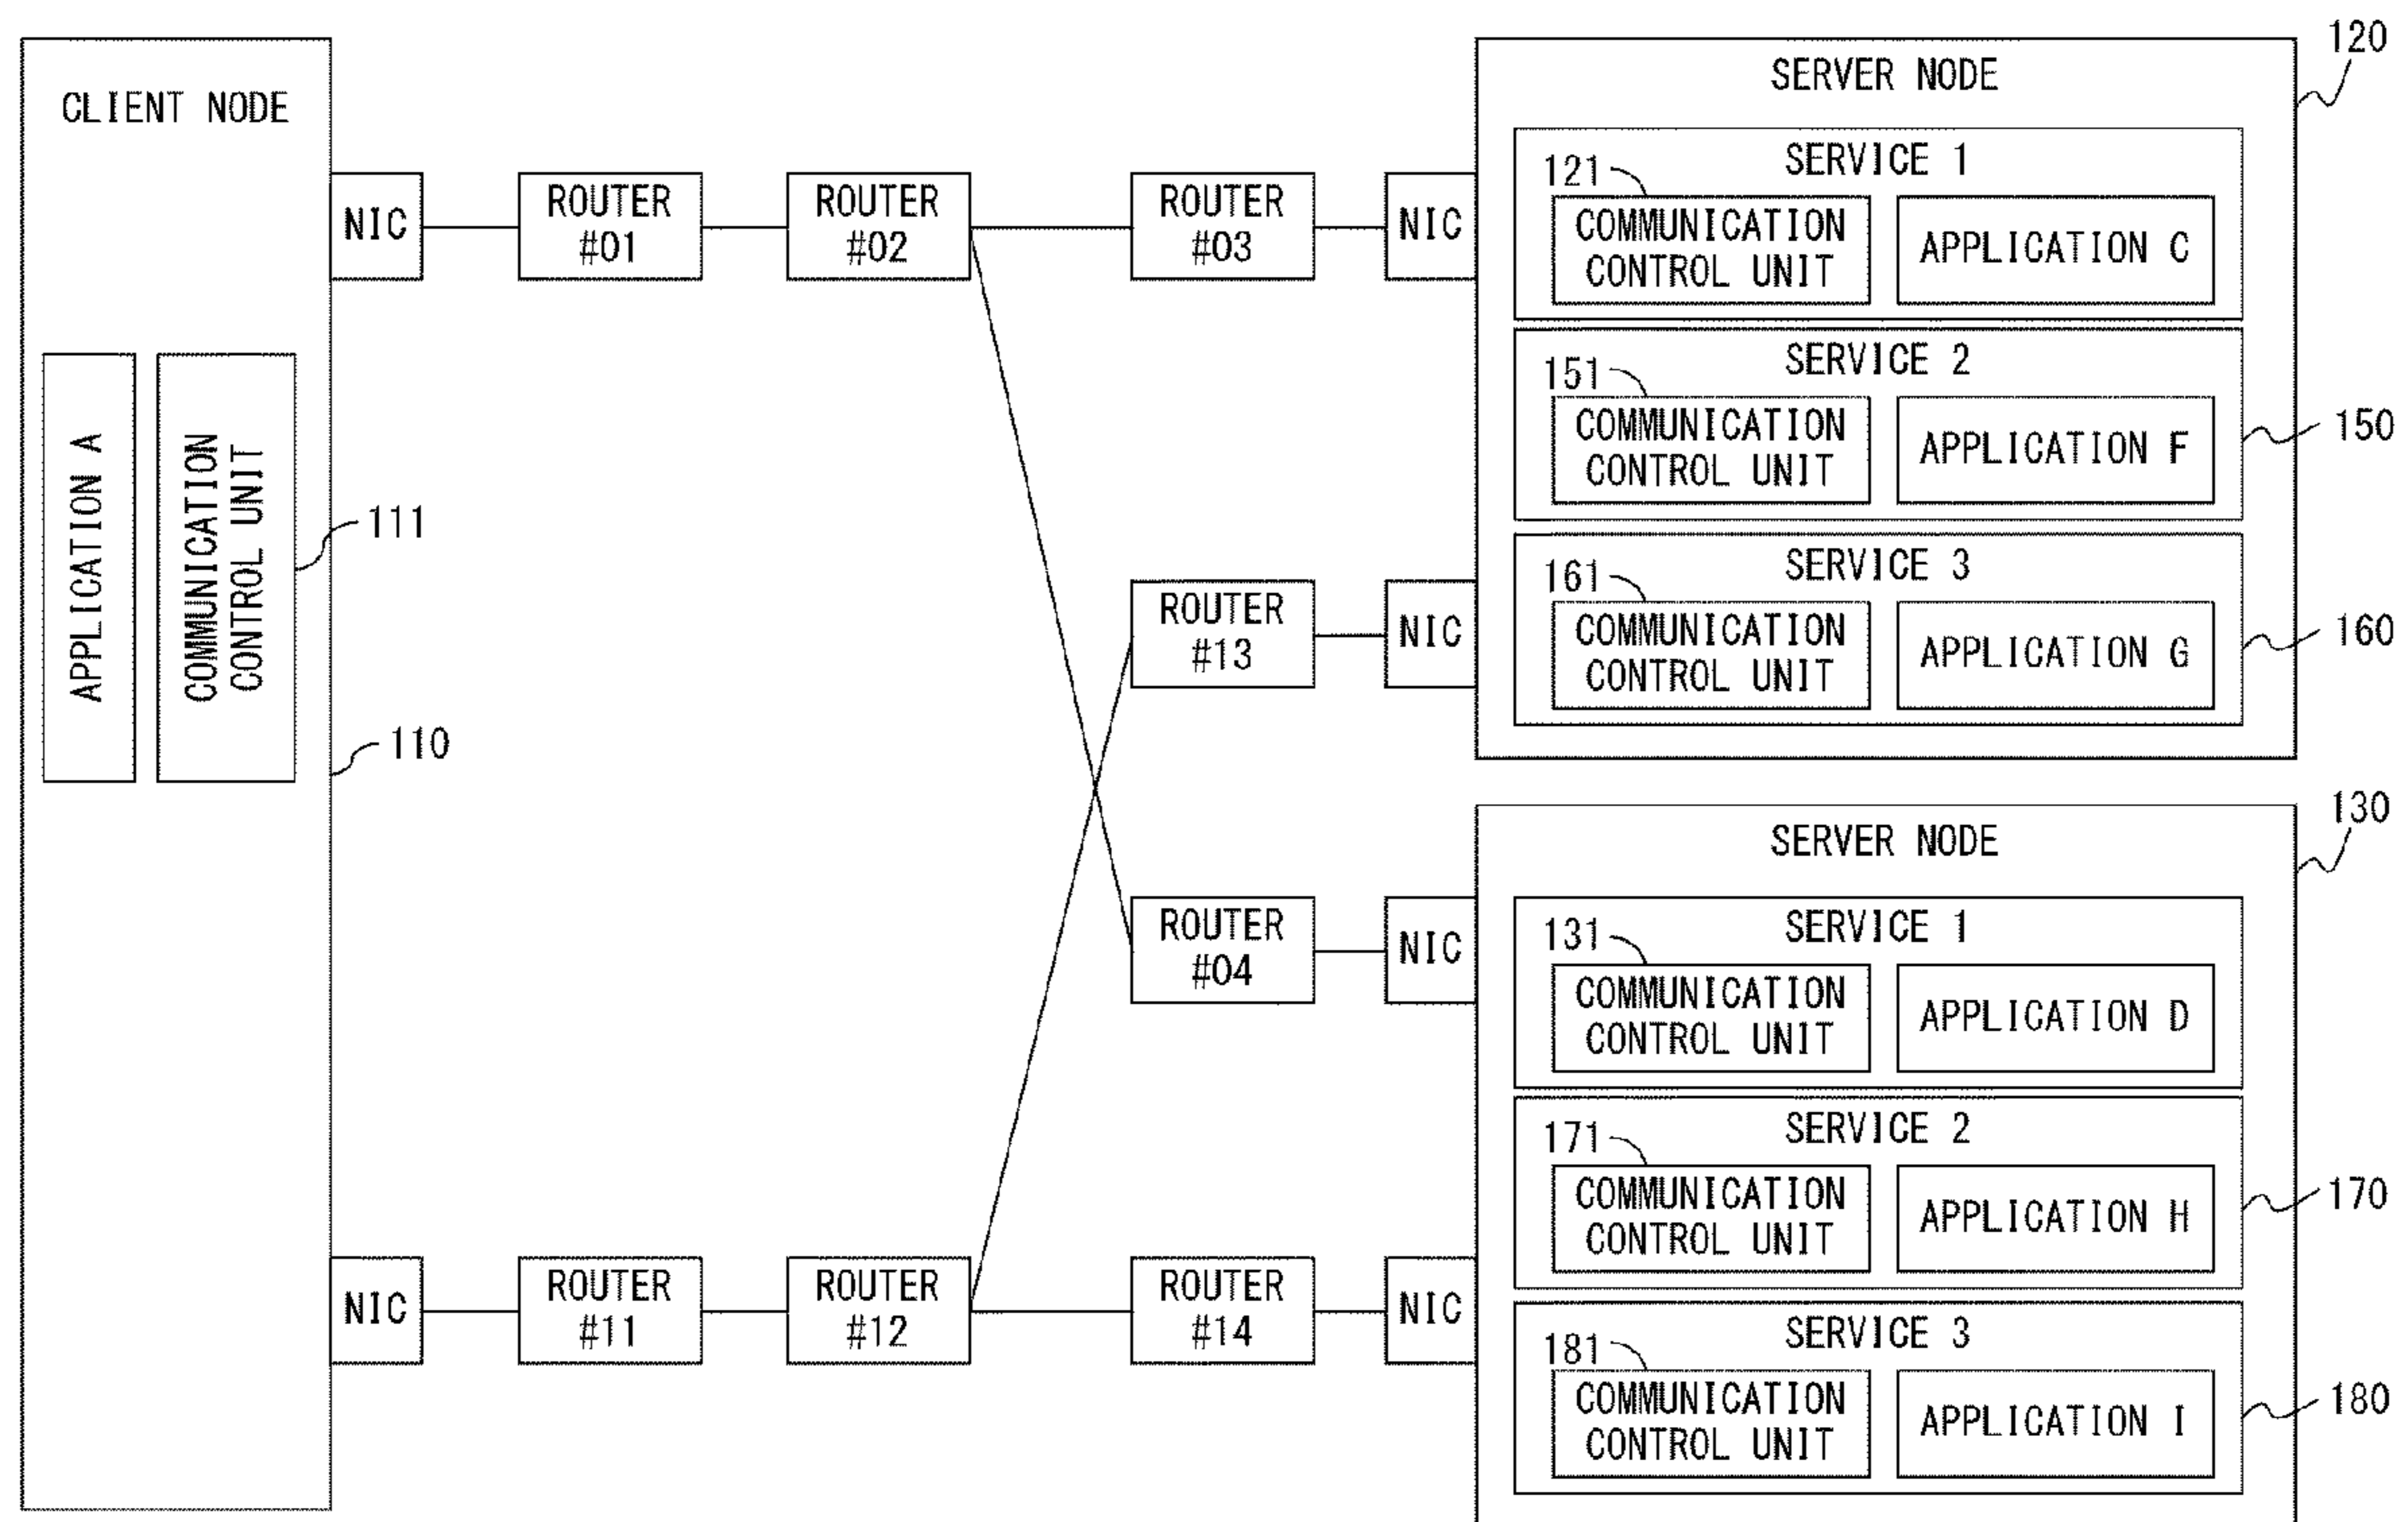 CLIENT NODE
APPLICATION A
COMMUNICATION
CONTROL UNIT
111
110
NIC
ROUTER
#01
ROUTER
#02
ROUTER
#03
NIC
ROUTER
#13
NIC
ROUTER
#04
NIC
NIC
ROUTER
#11
ROUTER
#12
ROUTER
#14
NIC
120
SERVER NODE
SERVICE 1
121
COMMUNICATION
CONTROL UNIT
APPLICATION C
SERVICE 2
151
COMMUNICATION
CONTROL UNIT
APPLICATION F
150
SERVICE 3
161
COMMUNICATION
CONTROL UNIT
APPLICATION G
160
130
SERVER NODE
SERVICE 1
131
COMMUNICATION
CONTROL UNIT
APPLICATION D
SERVICE 2
171
COMMUNICATION
CONTROL UNIT
APPLICATION H
170
SERVICE 3
181
COMMUNICATION
CONTROL UNIT
APPLICATION I
180